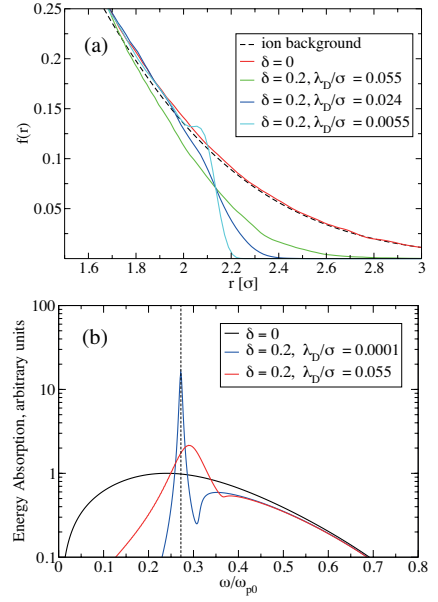 0.25
0.2
0.15
0.1
0.05
f(r)
(a)
ion background
δ = 0
δ = 0.2, λ_D/σ = 0.055
δ = 0.2, λ_D/σ = 0.024
δ = 0.2, λ_D/σ = 0.0055
1.6 1.8 2 2.2 2.4 2.6 2.8 3
r [σ]
100
10
1
0.1
Energy Absorption, arbitrary units
(b)
δ = 0
δ = 0.2, λ_D/σ = 0.0001
δ = 0.2, λ_D/σ = 0.055
0 0.1 0.2 0.3 0.4 0.5 0.6 0.7 0.8
ω/ω_p0